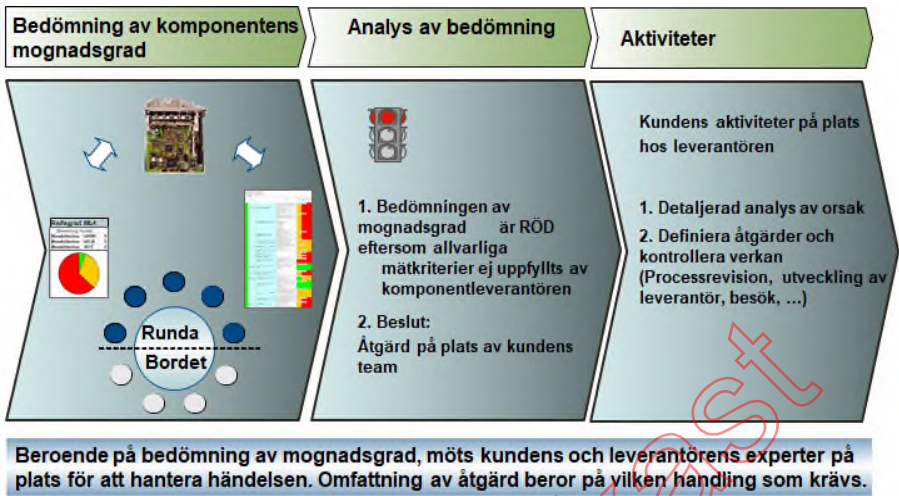 Bedömning av komponentens
mognadsgrad
Analys av bedömning
Aktiviteter
Reifegrad MLA
Runda
Bordet
1. Bedömningen av
mognadsgrad är RÖD
eftersom allvarliga
mätkriterier ej uppfyllts av
komponentleverantören
2. Beslut:
Åtgärd på plats av kundens
team
Kundens aktiviteter på plats
hos leverantören
1. Detaljerad analys av orsak
2. Definiera åtgärder och
kontrollera verkan
(Processrevision, utveckling av
leverantör, besök, ...)
Beroende på bedömning av mognadsgrad, möts kundens och leverantörens experter på
plats för att hantera händelsen. Omfattning av åtgärd beror på vilken handling som krävs.